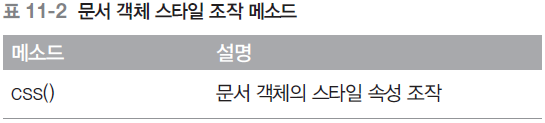 표 11-2 문서 객체 스타일 조작 메소드
메소드 설명
css() 문서 객체의 스타일 속성 조작